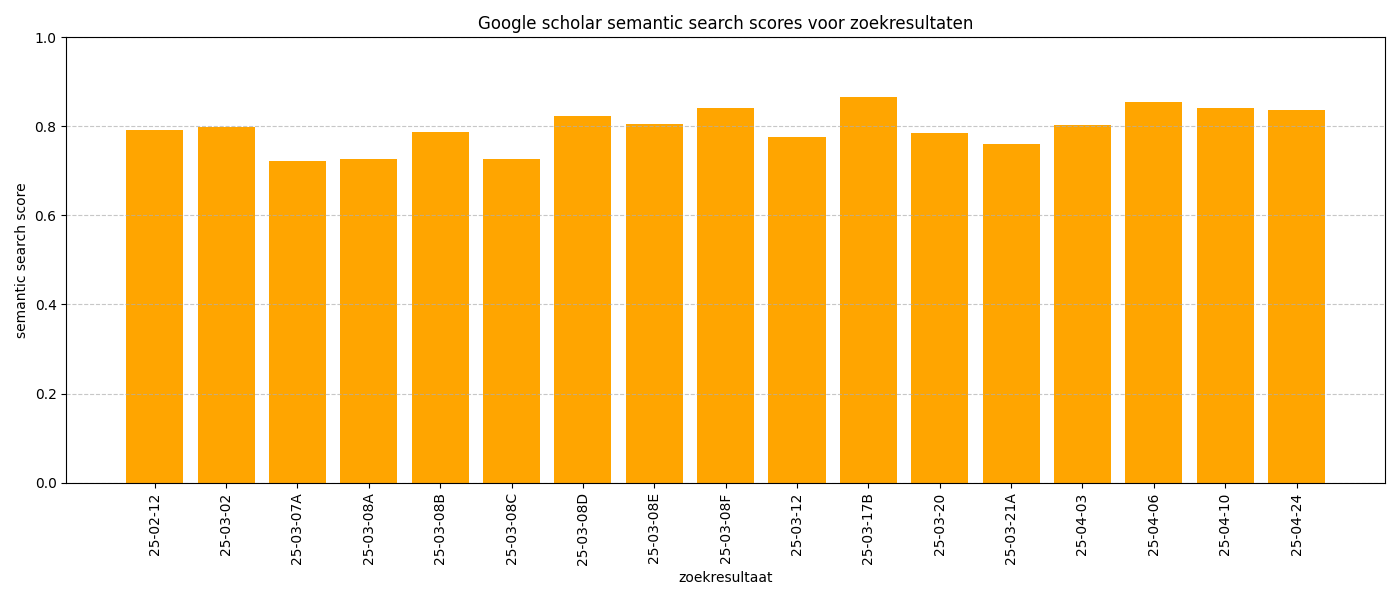 Google scholar semantic search scores voor zoekresultaten
semantic search score
1.0
0.8
0.6
0.4
0.2
0.0
25-02-12
25-03-02
25-03-07A
25-03-08A
25-03-08B
25-03-08C
25-03-08D
25-03-08E
25-03-08F
25-03-12
25-03-17B
25-03-20
25-03-21A
25-04-03
25-04-06
25-04-10
25-04-24
zoekresultaat